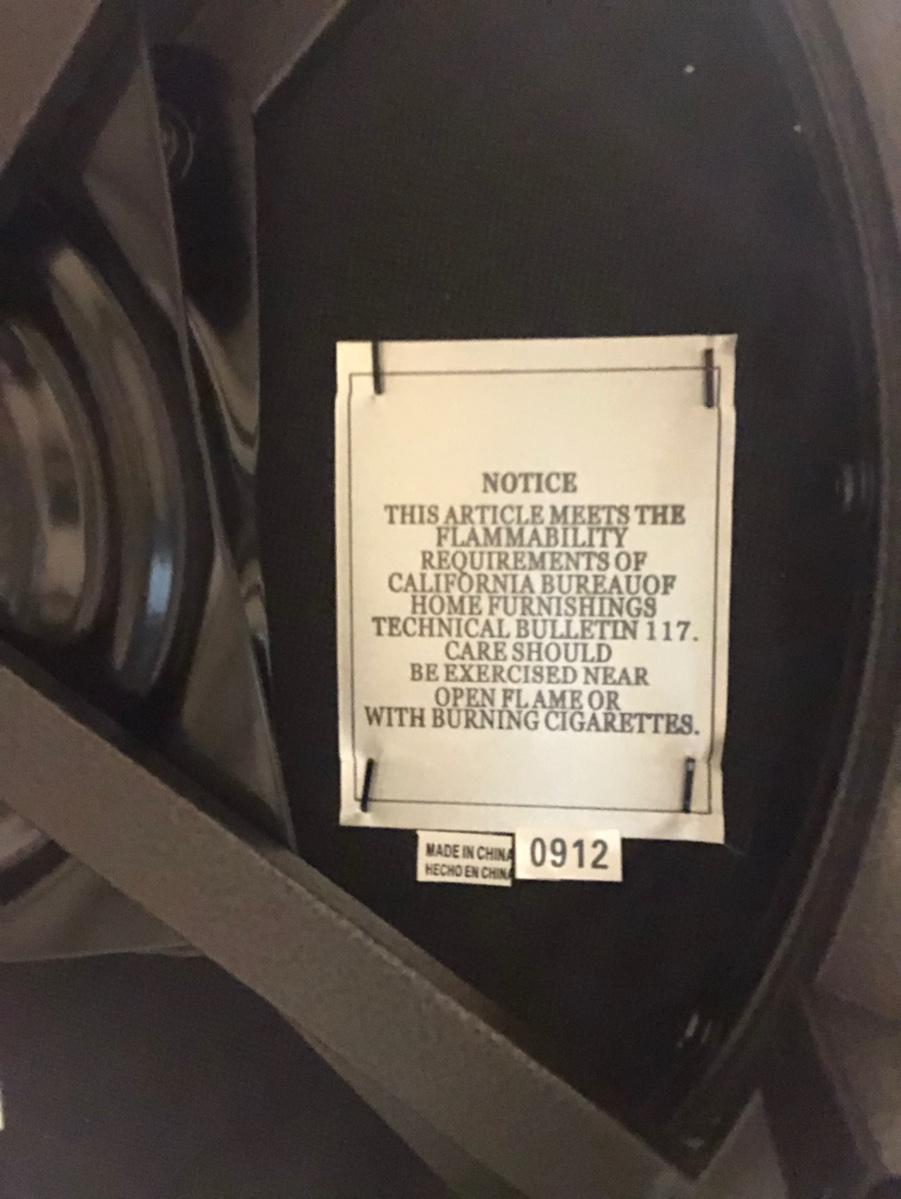 NOTICE
THIS ARTICLE MEETS THE
FLAMMABILITY
REQUIREMENTS OF
CALIFORNIA BUREAUOF
HOME FURNISHINGS
TECHNICAL BULLETIN 117.
CARE SHOULD
BE EXERCISED NEAR
OPEN FLAME OR
WITH BURNING CIGARETTES.
MADE IN CHINA
HECHO EN CHINA
0912